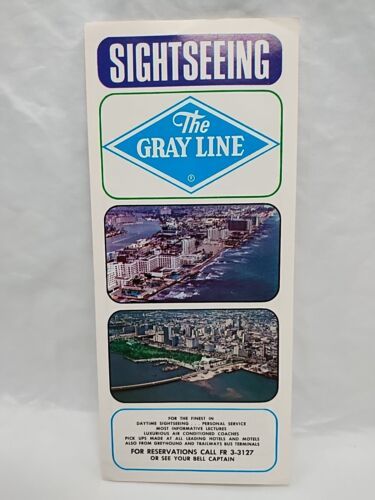 SIGHTSEEING
The
GRAY LINE
®
FOR THE FINEST IN
DAYTIME SIGHTSEEING . . . PERSONAL SERVICE
MOST INFORMATIVE LECTURES
LUXURIOUS AIR CONDITIONED COACHES
PICK UPS MADE AT ALL LEADING HOTELS AND MOTELS
ALSO FROM GREYHOUND AND TRAILWAYS BUS TERMINALS
FOR RESERVATIONS CALL FR 3-3127
OR SEE YOUR BELL CAPTAIN